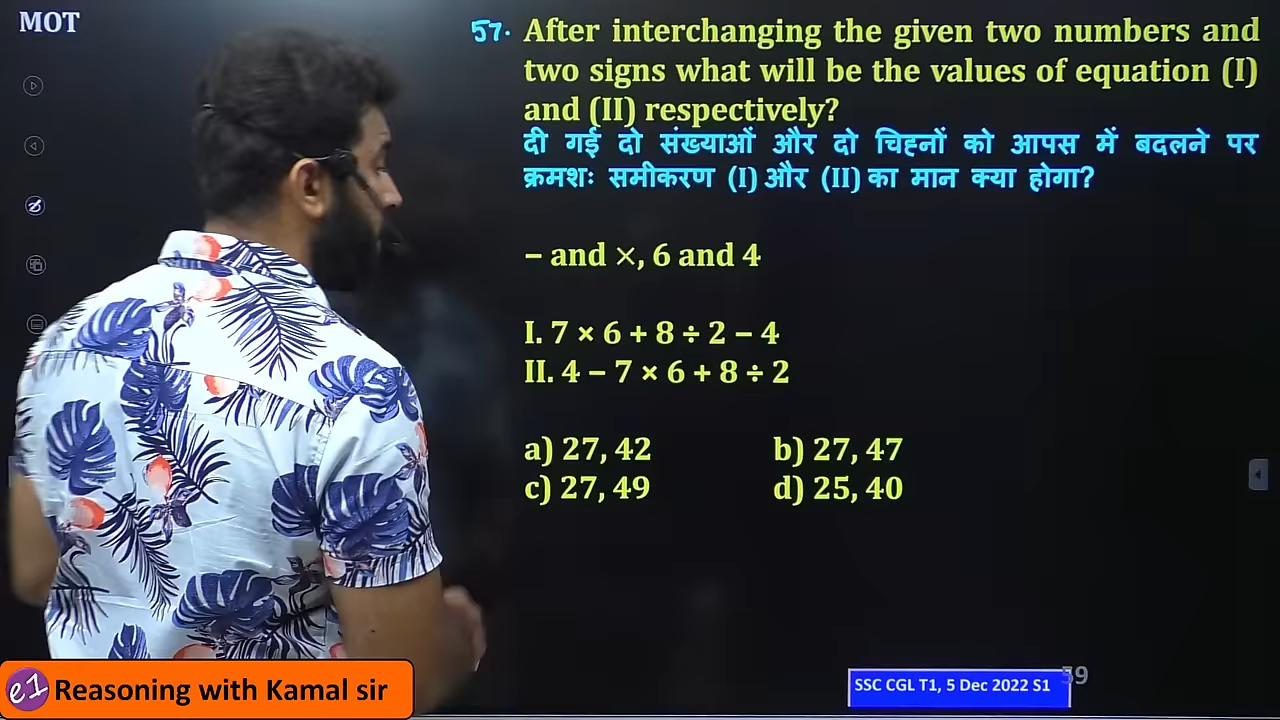 MOT
57. After interchanging the given two numbers and
two signs what will be the values of equation (I)
and (II) respectively?
दी गई दो संख्याओं और दो चिह्नों को आपस में बदलने पर
क्रमशः समीकरण (I) और (II) का मान क्या होगा?
– and ×, 6 and 4
I. 7 × 6 + 8 ÷ 2 – 4
II. 4 – 7 × 6 + 8 ÷ 2
a) 27, 42 b) 27, 47
c) 27, 49 d) 25, 40
e1 Reasoning with Kamal sir
SSC CGL T1, 5 Dec 2022 S1
59